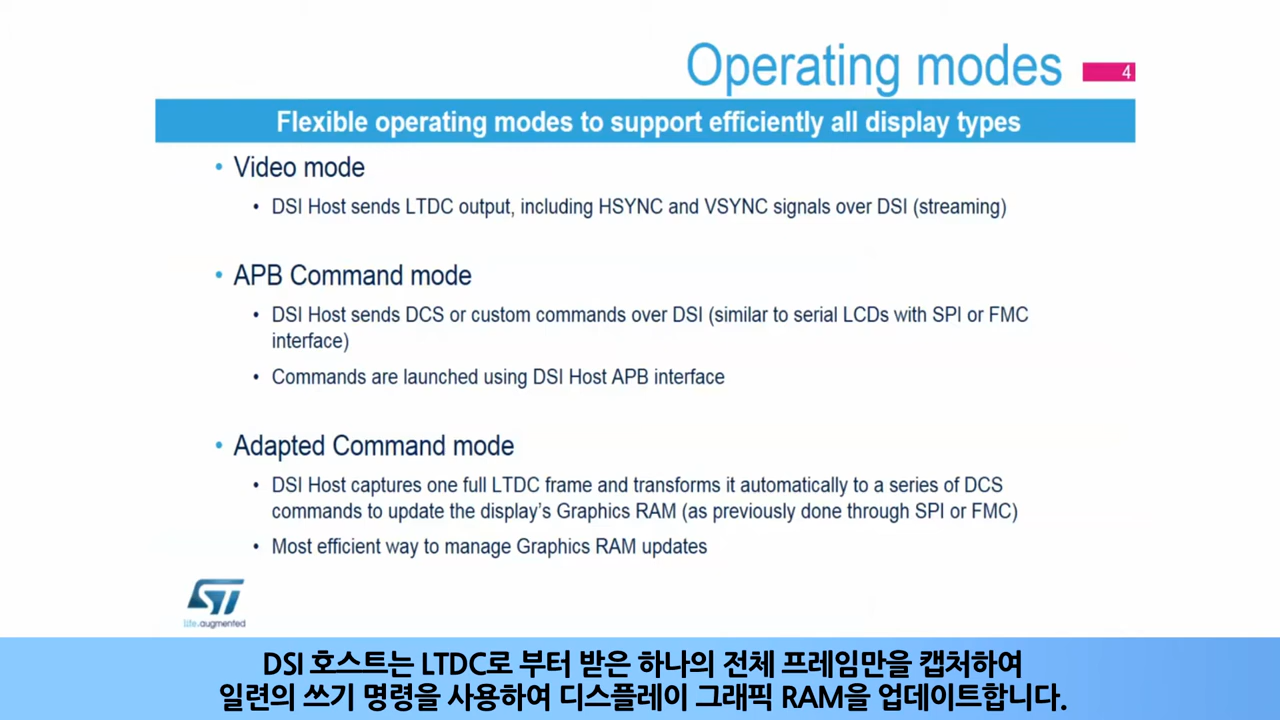 Operating modes
4
Flexible operating modes to support efficiently all display types
• Video mode
• DSI Host sends LTDC output, including HSYNC and VSYNC signals over DSI (streaming)
• APB Command mode
• DSI Host sends DCS or custom commands over DSI (similar to serial LCDs with SPI or FMC
interface)
• Commands are launched using DSI Host APB interface
• Adapted Command mode
• DSI Host captures one full LTDC frame and transforms it automatically to a series of DCS
commands to update the display's Graphics RAM (as previously done through SPI or FMC)
• Most efficient way to manage Graphics RAM updates
ST
life.augmented
DSI 호스트는 LTDC로 부터 받은 하나의 전체 프레임만을 캡처하여
일련의 쓰기 명령을 사용하여 디스플레이 그래픽 RAM을 업데이트합니다.